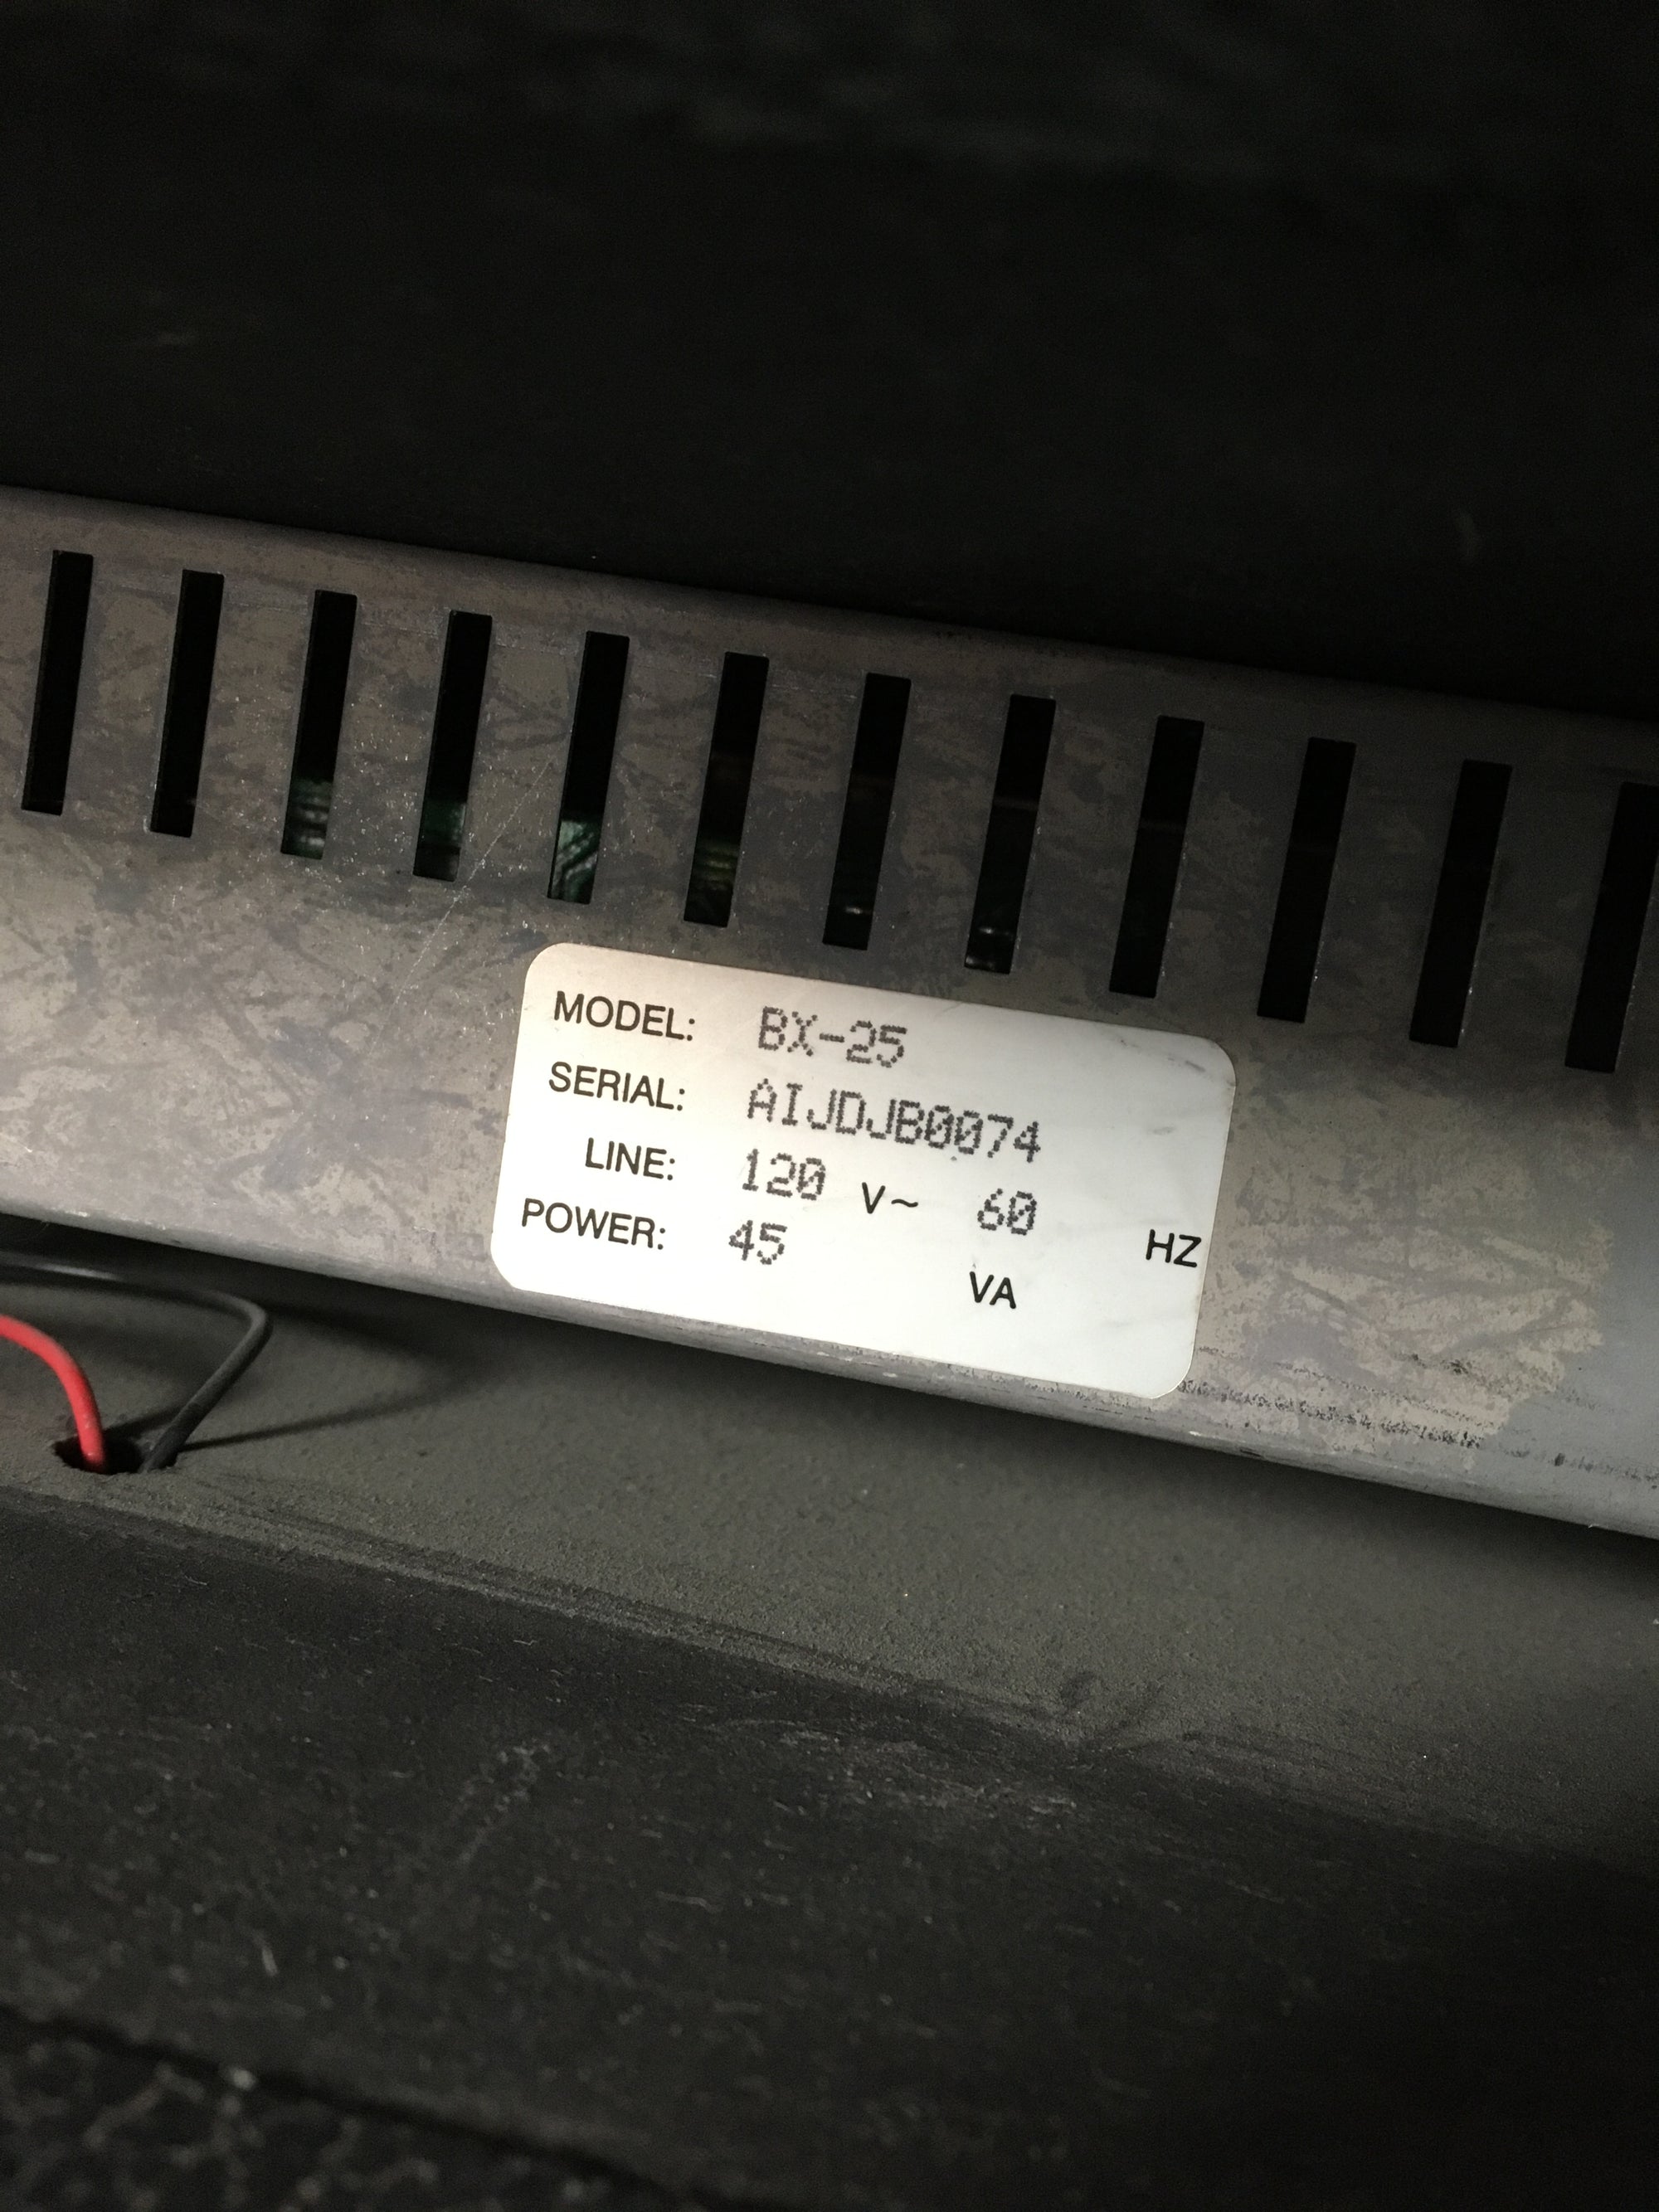 MODEL: BX-25
SERIAL: AIJDJB0074
LINE: 120 V~ 60 HZ
POWER: 45 VA